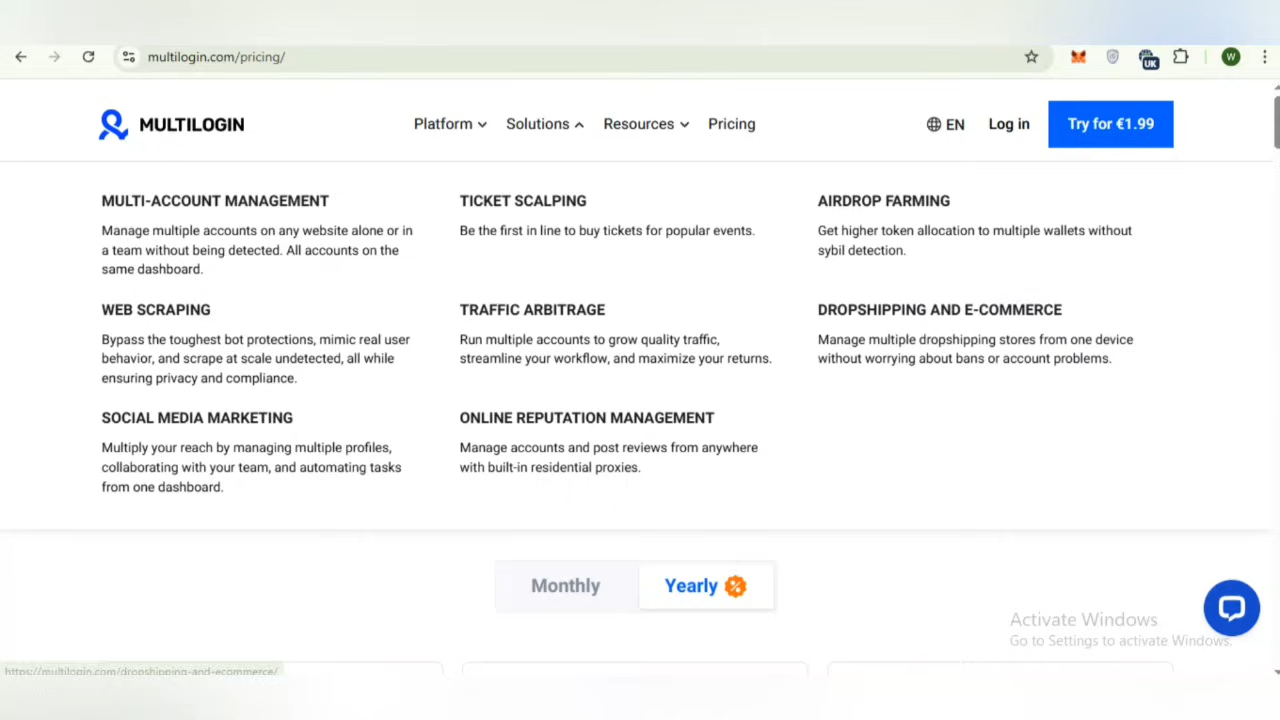 multilogin.com/pricing/
UK
W
MULTILOGIN
Platform
Solutions
Resources
Pricing
EN
Log in
Try for €1.99
MULTI-ACCOUNT MANAGEMENT
Manage multiple accounts on any website alone or in
a team without being detected. All accounts on the
same dashboard.
TICKET SCALPING
Be the first in line to buy tickets for popular events.
AIRDROP FARMING
Get higher token allocation to multiple wallets without
sybil detection.
WEB SCRAPING
Bypass the toughest bot protections, mimic real user
behavior, and scrape at scale undetected, all while
ensuring privacy and compliance.
TRAFFIC ARBITRAGE
Run multiple accounts to grow quality traffic,
streamline your workflow, and maximize your returns.
DROPSHIPPING AND E-COMMERCE
Manage multiple dropshipping stores from one device
without worrying about bans or account problems.
SOCIAL MEDIA MARKETING
Multiply your reach by managing multiple profiles,
collaborating with your team, and automating tasks
from one dashboard.
ONLINE REPUTATION MANAGEMENT
Manage accounts and post reviews from anywhere
with built-in residential proxies.
Monthly
Yearly %
Activate Windows
Go to Settings to activate Windows.
https://multilogin.com/dropshipping-and-ecommerce/